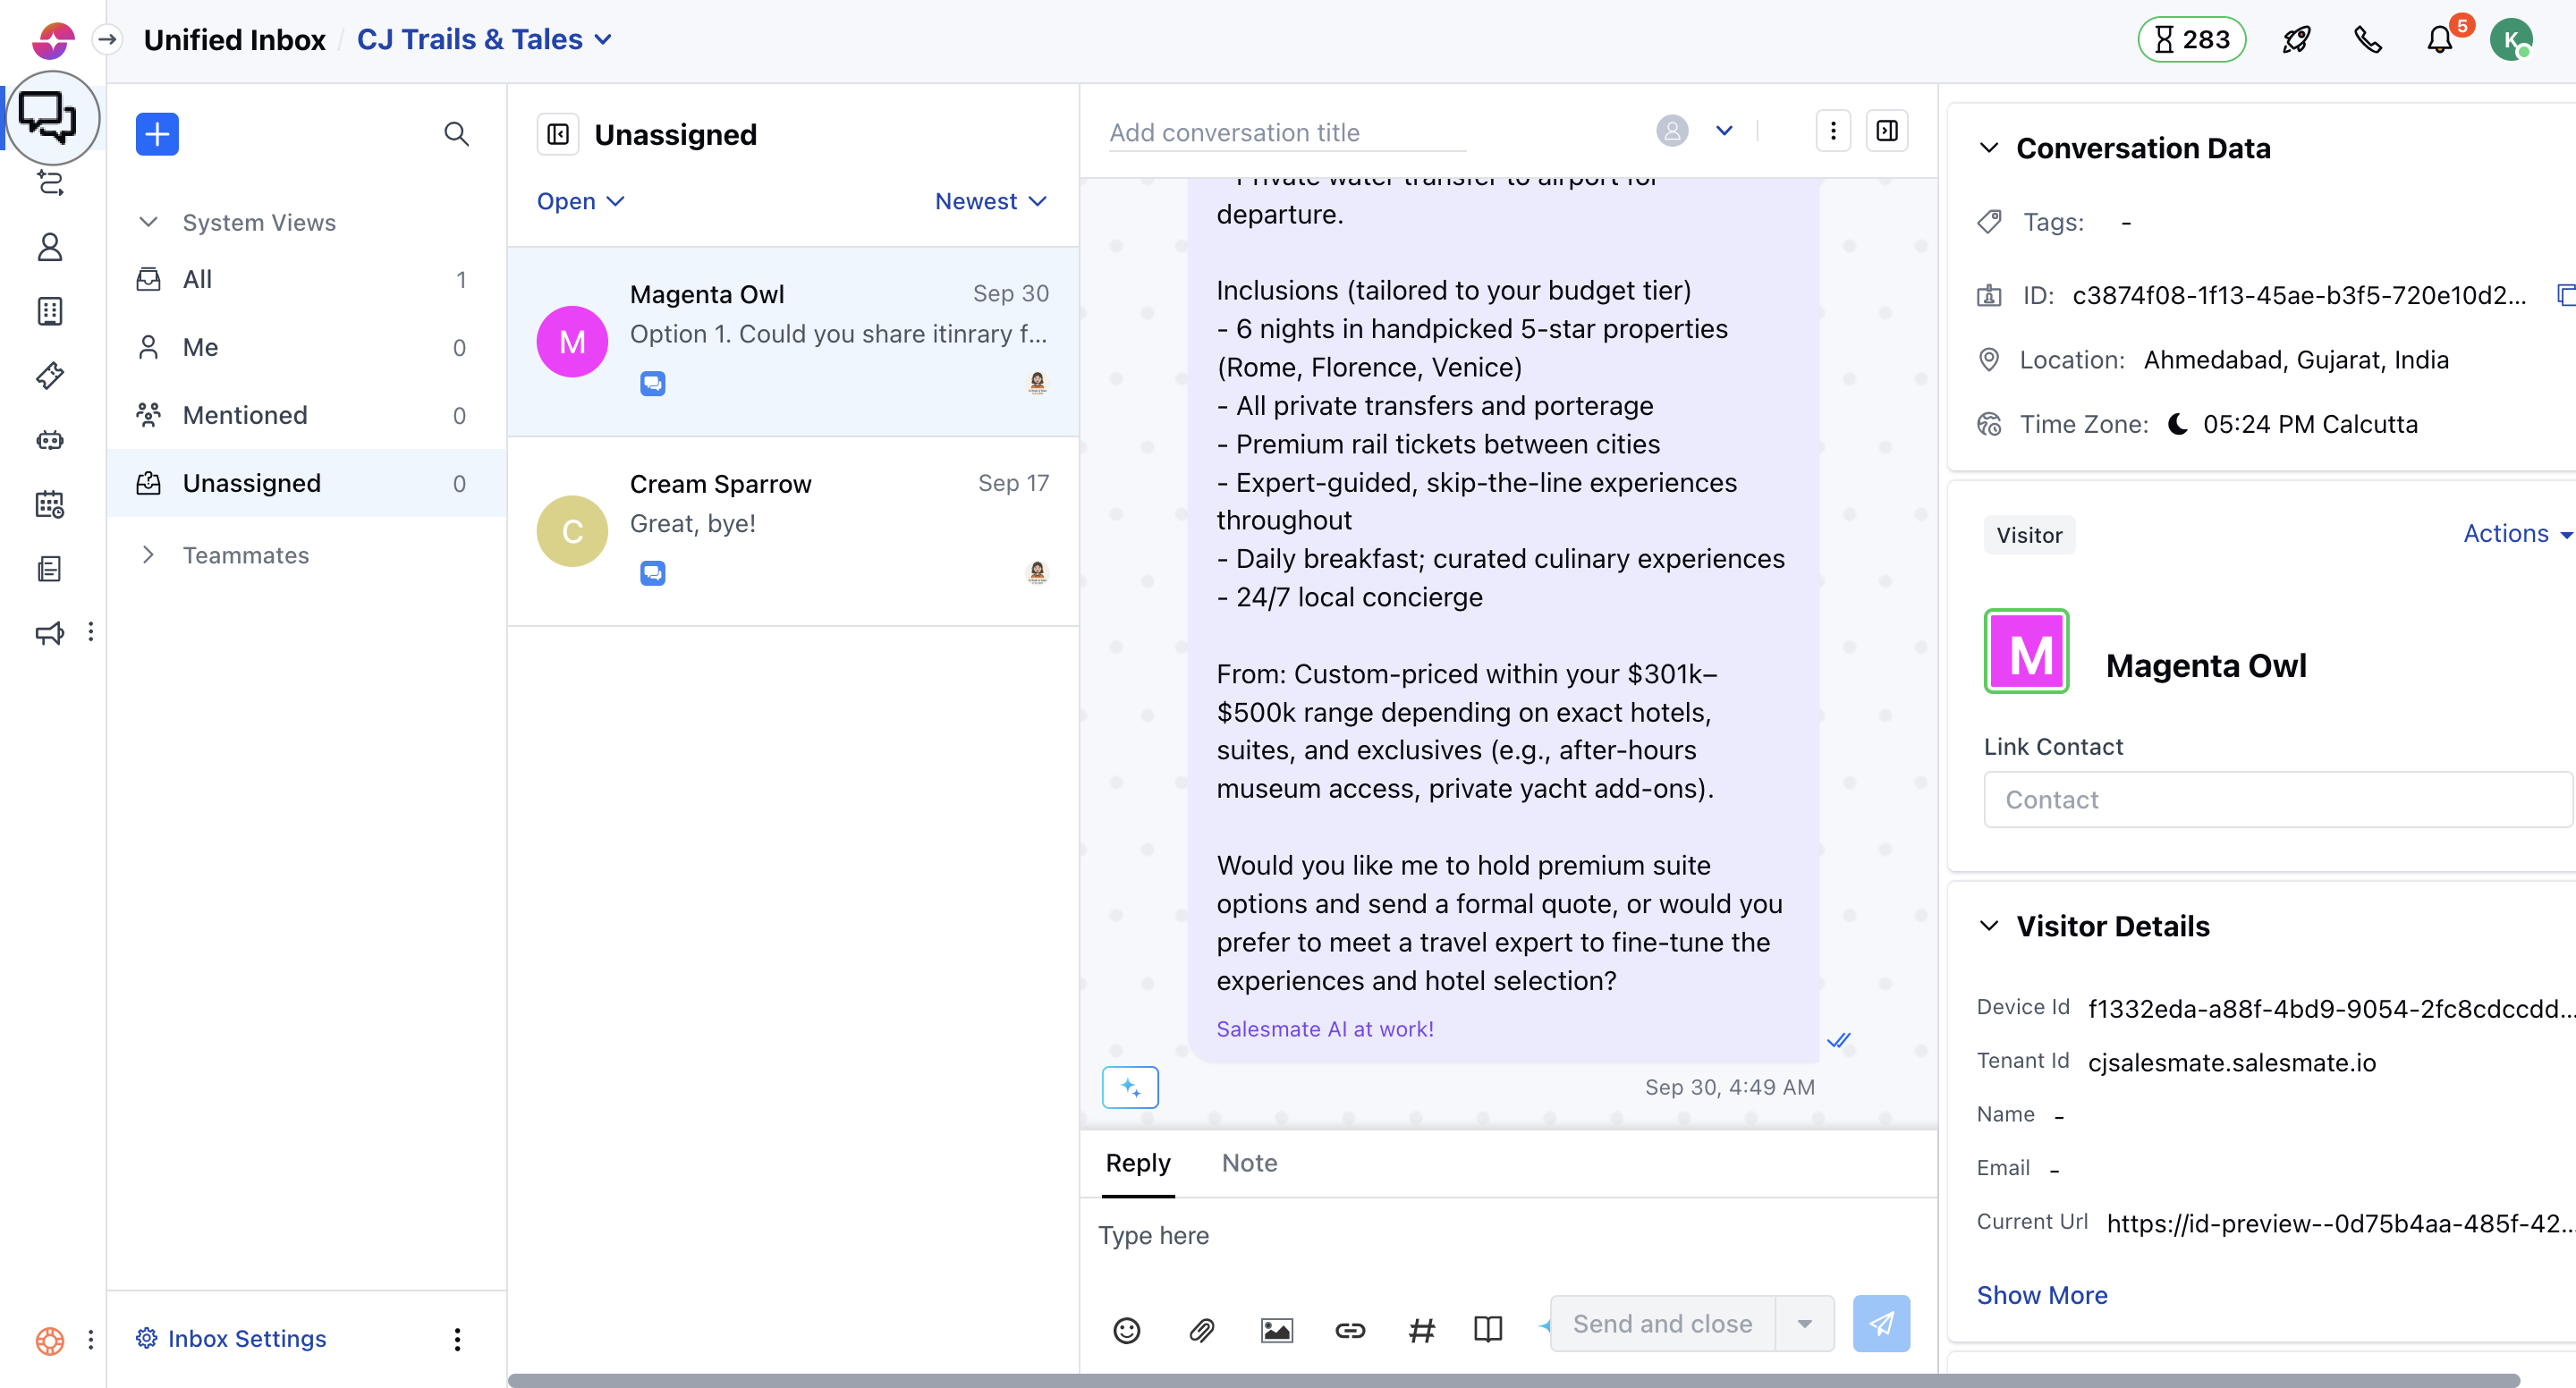 Unified Inbox / CJ Trails & Tales
283
5
K
System Views
All 1
Me 0
Mentioned 0
Unassigned 0
Teammates
Inbox Settings
Unassigned
Open
Newest
M
Magenta Owl
Sep 30
Option 1. Could you share itinrary f...
C
Cream Sparrow
Sep 17
Great, bye!
Add conversation title
- Private water transfer to airport for
departure.
Inclusions (tailored to your budget tier)
- 6 nights in handpicked 5-star properties
(Rome, Florence, Venice)
- All private transfers and porterage
- Premium rail tickets between cities
- Expert-guided, skip-the-line experiences
throughout
- Daily breakfast; curated culinary experiences
- 24/7 local concierge
From: Custom-priced within your $301k–
$500k range depending on exact hotels,
suites, and exclusives (e.g., after-hours
museum access, private yacht add-ons).
Would you like me to hold premium suite
options and send a formal quote, or would you
prefer to meet a travel expert to fine-tune the
experiences and hotel selection?
Salesmate AI at work!
Sep 30, 4:49 AM
Reply
Note
Type here
Send and close
Conversation Data
Tags: -
ID: c3874f08-1f13-45ae-b3f5-720e10d2...
Location: Ahmedabad, Gujarat, India
Time Zone: 05:24 PM Calcutta
Visitor
Actions
M
Magenta Owl
Link Contact
Contact
Visitor Details
Device Id f1332eda-a88f-4bd9-9054-2fc8cdccdd...
Tenant Id cjsalesmate.salesmate.io
Name -
Email -
Current Url https://id-preview--0d75b4aa-485f-42...
Show More